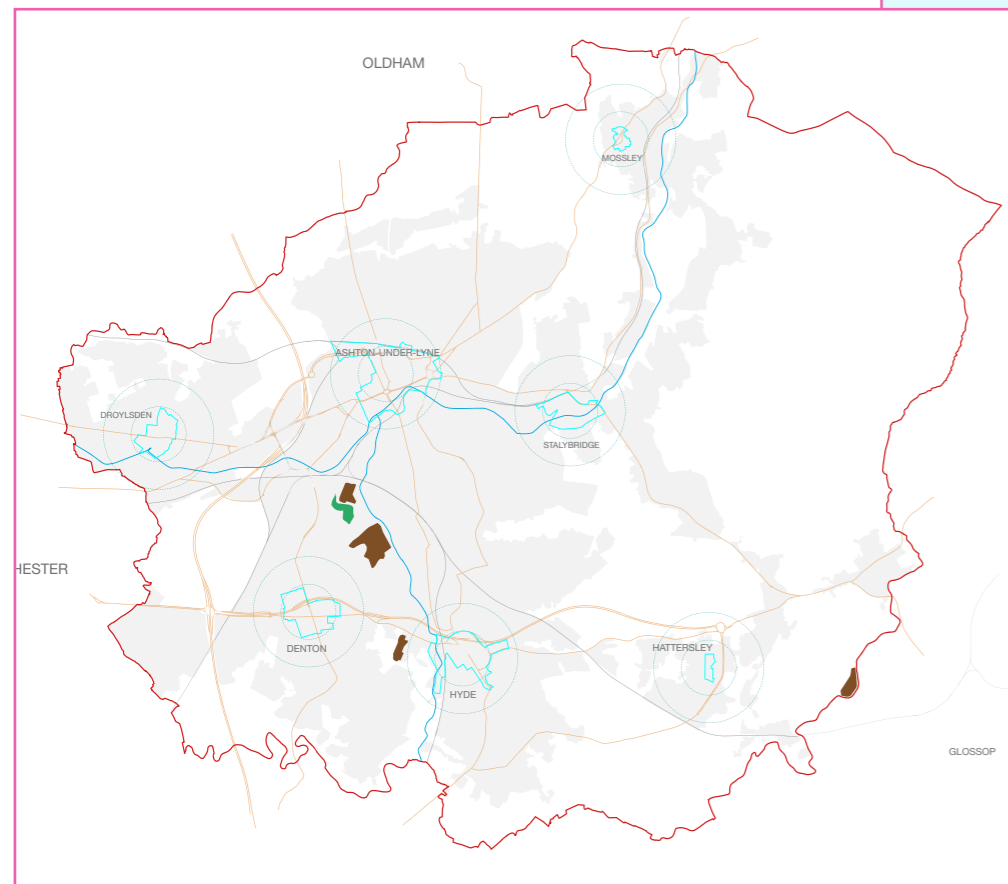 OLDHAM
MOSSLEY
ASHTON-UNDER-LYNE
DROYLSDEN
STALYBRIDGE
HESTER
DENTON
HATTERSLEY
HYDE
GLOSSOP